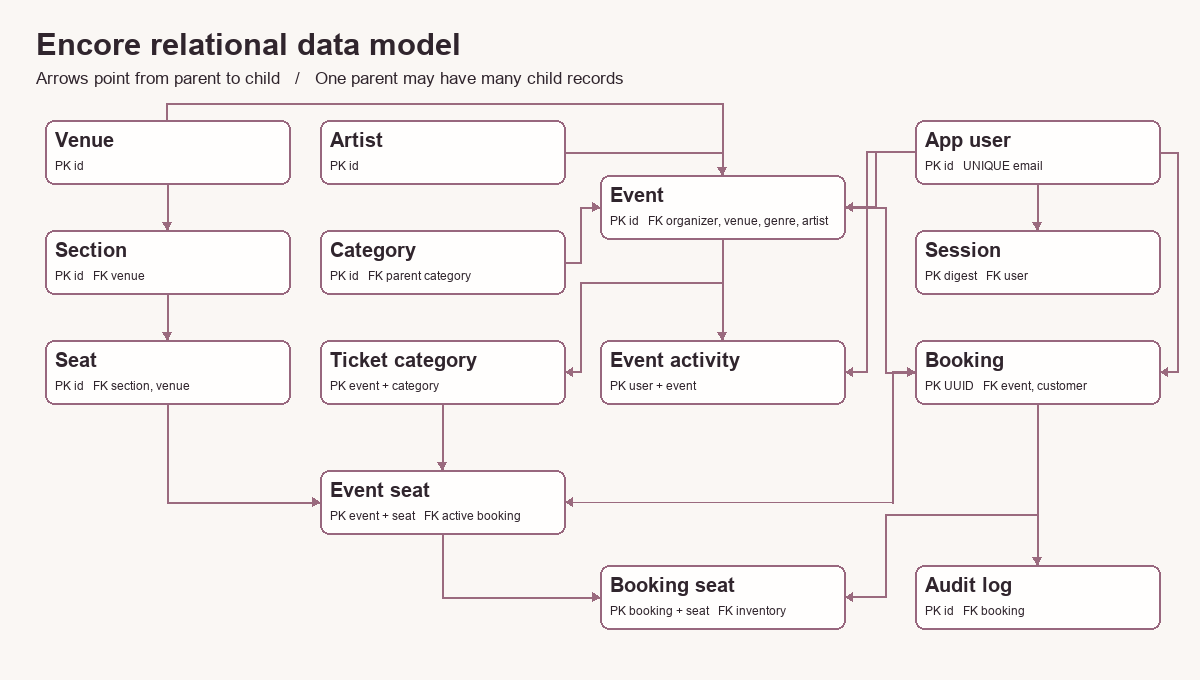 Encore relational data model
Arrows point from parent to child / One parent may have many child records
Venue
PK id
Artist
PK id
App user
PK id UNIQUE email
Event
PK id FK organizer, venue, genre, artist
Section
PK id FK venue
Category
PK id FK parent category
Session
PK digest FK user
Seat
PK id FK section, venue
Ticket category
PK event + category
Event activity
PK user + event
Booking
PK UUID FK event, customer
Event seat
PK event + seat FK active booking
Booking seat
PK booking + seat FK inventory
Audit log
PK id FK booking